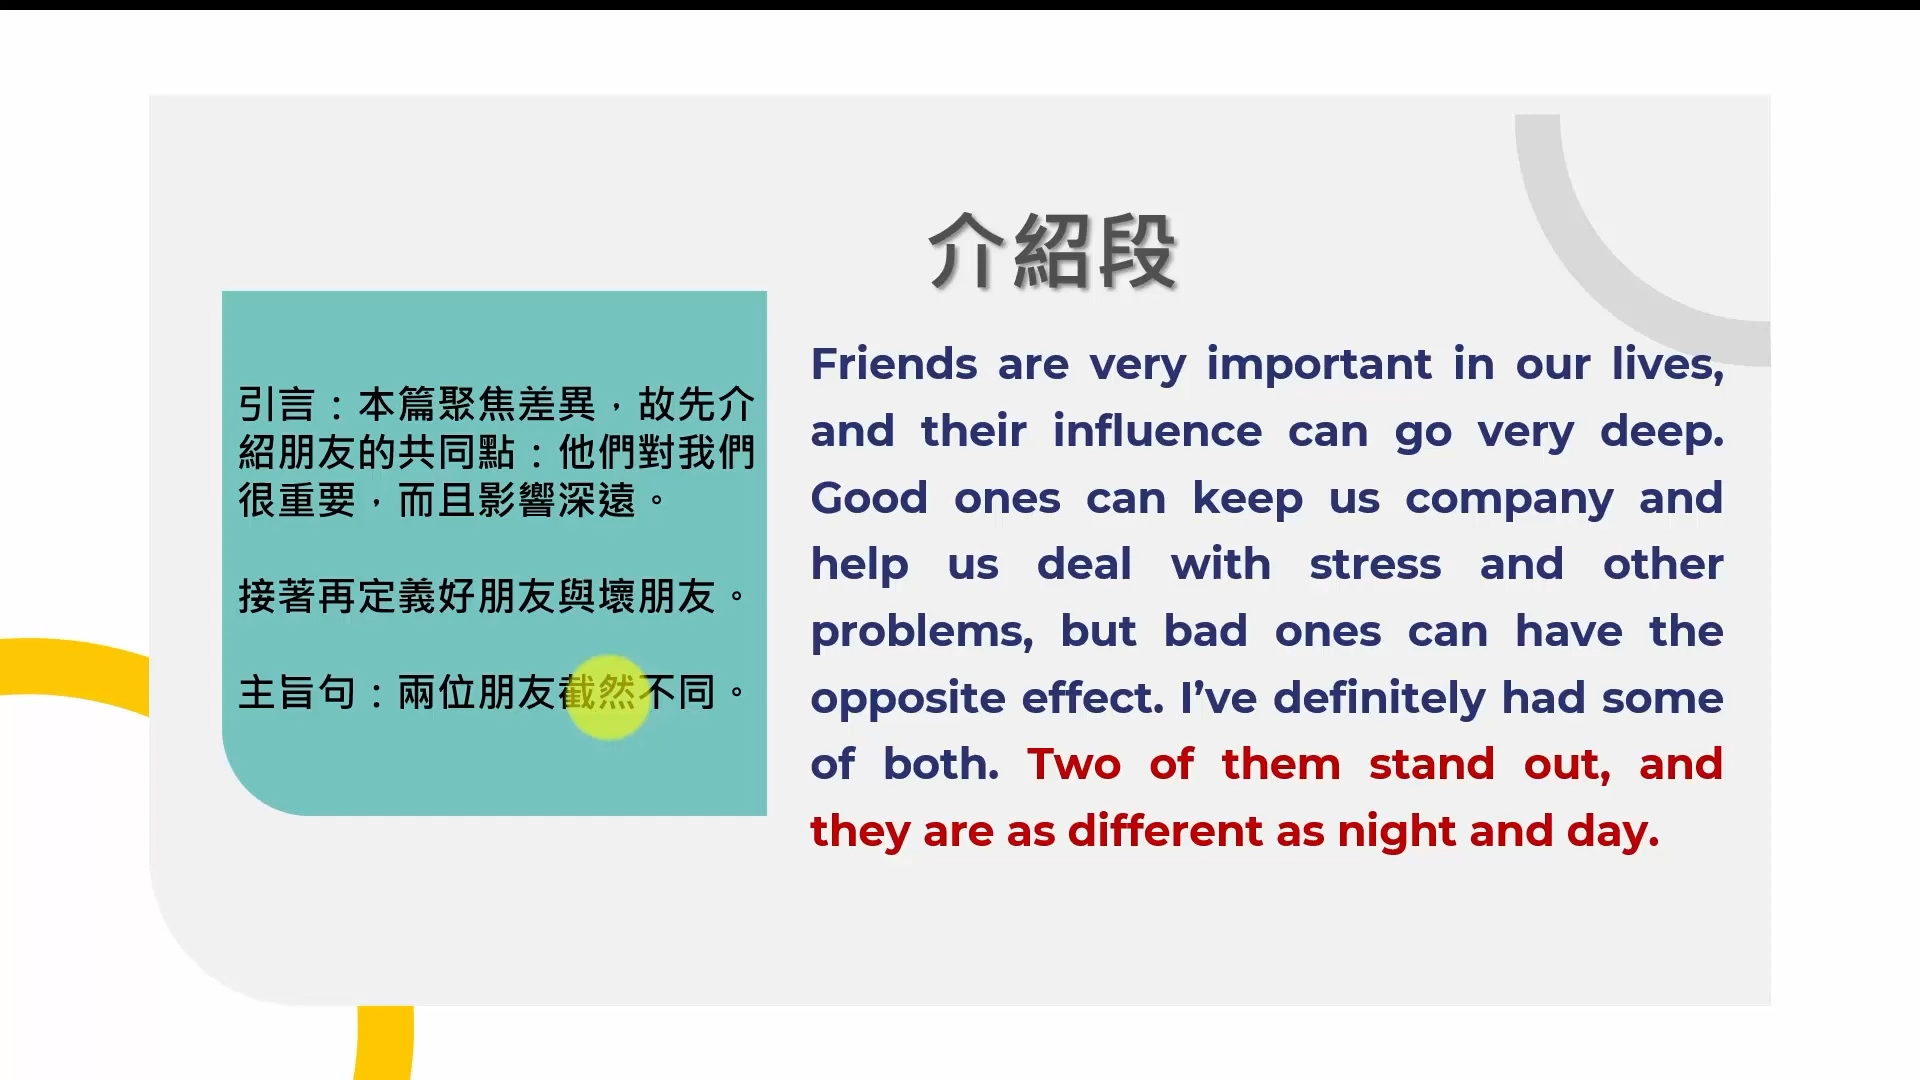 介紹段
引言：本篇聚焦差異，故先介
紹朋友的共同點：他們對我們
很重要，而且影響深遠。
接著再定義好朋友與壞朋友。
主旨句：兩位朋友截然不同。
Friends are very important in our lives,
and their influence can go very deep.
Good ones can keep us company and
help us deal with stress and other
problems, but bad ones can have the
opposite effect. I’ve definitely had some
of both. Two of them stand out, and
they are as different as night and day.